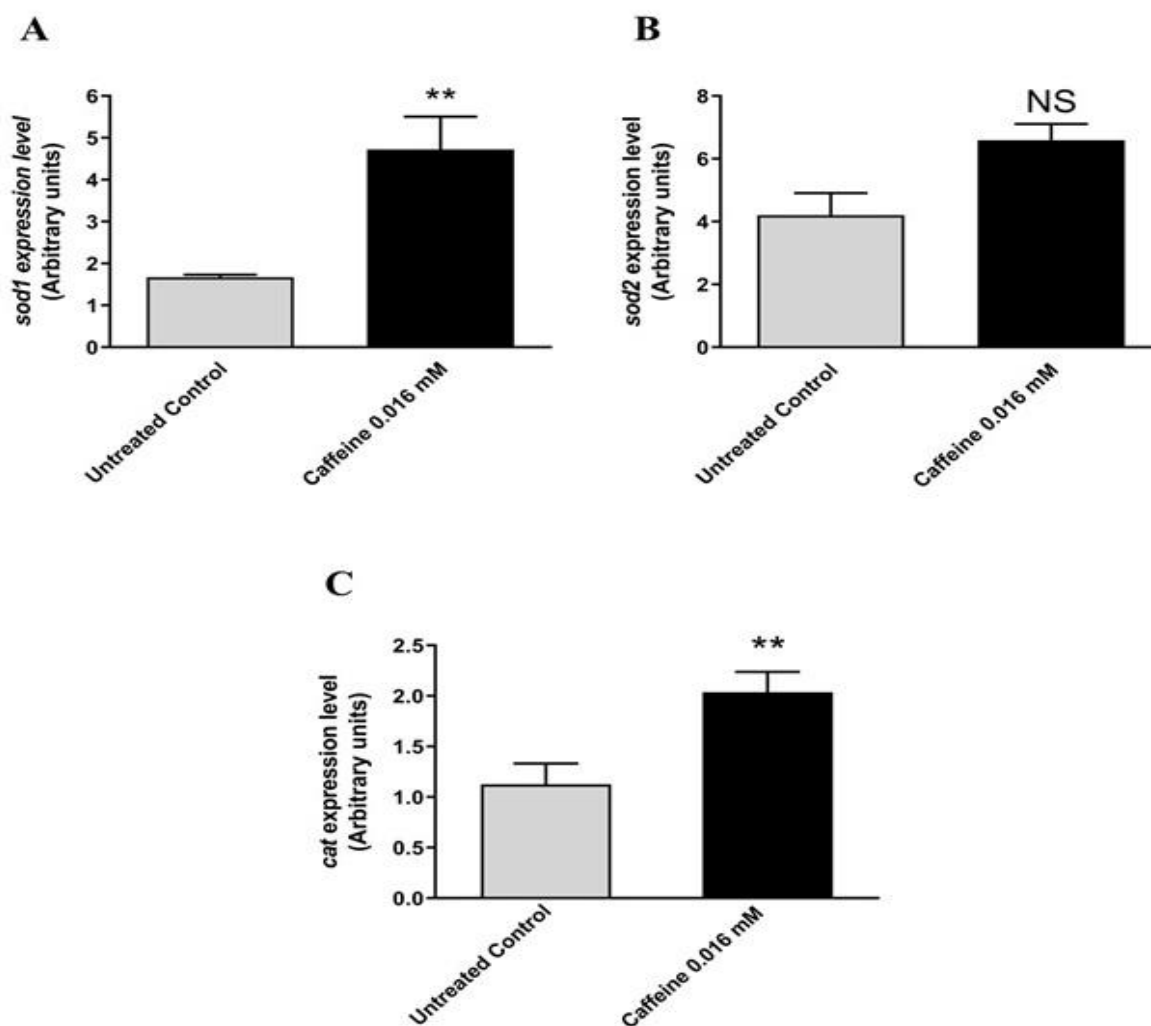 A
sod1 expression level
(Arbitrary units)
6
5
4
3
2
1
0
**
Untreated Control
Caffeine 0.016 mM
B
sod2 expression level
(Arbitrary units)
8
6
4
2
0
NS
Untreated Control
Caffeine 0.016 mM
C
cat expression level
(Arbitrary units)
2.5
2.0
1.5
1.0
0.5
0.0
**
Untreated Control
Caffeine 0.016 mM